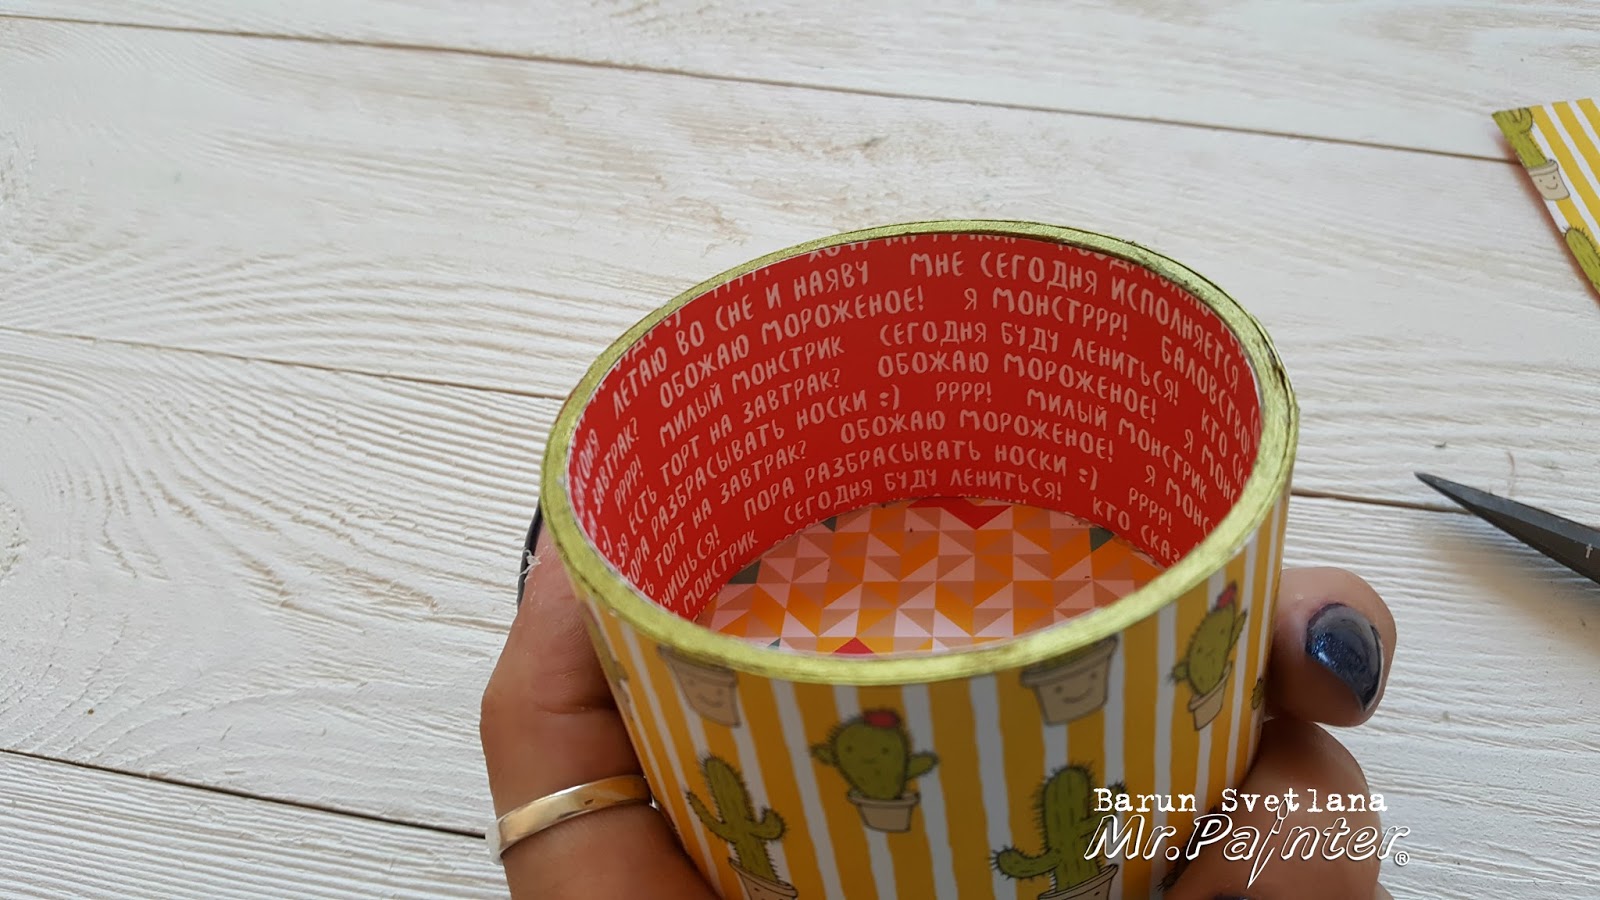 ЛЕТАЮ ВО СНЕ И НАЯВУ МНЕ СЕГОДНЯ ИСПОЛНЯЕТСЯ
ЗАВТРАК? ОБОЖАЮ МОРОЖЕНОЕ! Я МОНСТРРР! БАЛОВСТВО
РРРР! МИЛЫЙ МОНСТРИК СЕГОДНЯ БУДУ ЛЕНИТЬСЯ! КТО
ЕСТЬ ТОРТ НА ЗАВТРАК? ОБОЖАЮ МОРОЖЕНОЕ! Я
РАЗБРАСЫВАТЬ НОСКИ :) РРРР! МИЛЫЙ МОНСТРИК
ТОРТ НА ЗАВТРАК? ОБОЖАЮ МОРОЖЕНОЕ! Я
ПОРА РАЗБРАСЫВАТЬ НОСКИ :) РРРР!
МОНСТРИК СЕГОДНЯ БУДУ ЛЕНИТЬСЯ! КТО
Barun Svetlana
Mr.Painter®